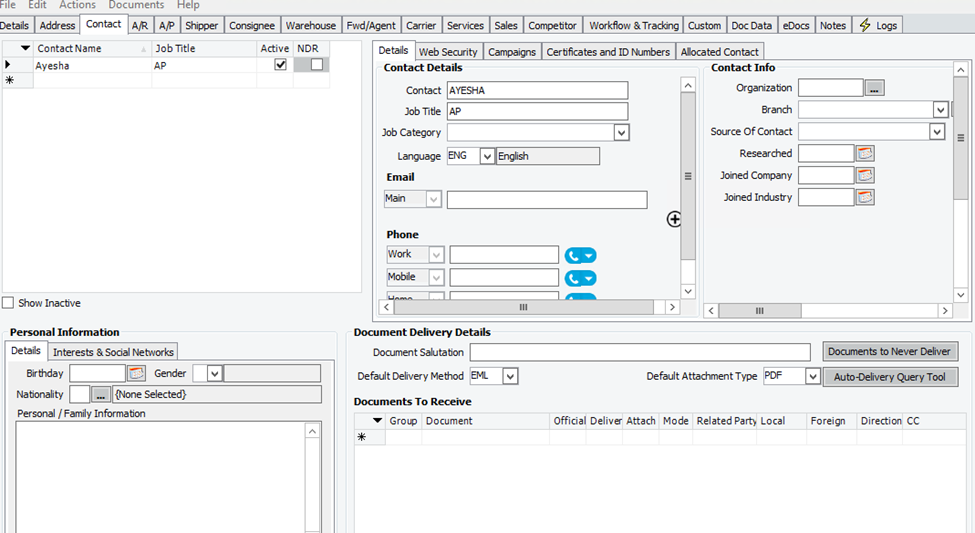 File Edit Actions Documents Help
Details Address Contact A/R A/P Shipper Consignee Warehouse Fwd/Agent Carrier Services Sales Competitor Workflow & Tracking Custom Doc Data eDocs Notes Logs
Contact Name Job Title Active NDR
Ayesha AP
Show Inactive
Details Web Security Campaigns Certificates and ID Numbers Allocated Contact
Contact Details
Contact AYESHA
Job Title AP
Job Category
Language ENG English
Email
Main
Phone
Work
Mobile
Home
Contact Info
Organization ...
Branch
Source Of Contact
Researched
Joined Company
Joined Industry
Personal Information
Details Interests & Social Networks
Birthday Gender
Nationality ... {None Selected}
Personal / Family Information
Document Delivery Details
Document Salutation Documents to Never Deliver
Default Delivery Method EML Default Attachment Type PDF Auto-Delivery Query Tool
Documents To Receive
Group Document Official Deliver Attach Mode Related Party Local Foreign Direction CC